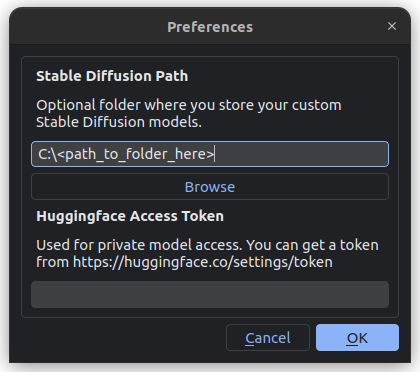 Preferences
Stable Diffusion Path
Optional folder where you store your custom
Stable Diffusion models.
C:\<path_to_folder_here>
Browse
Huggingface Access Token
Used for private model access. You can get a token
from https://huggingface.co/settings/token
Cancel
OK